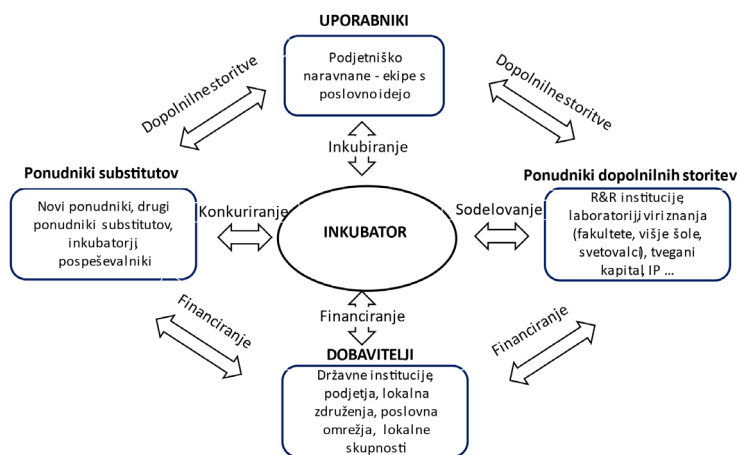 UPORABNIKI
Podjetniško
naravnane - ekipe s
poslovno idejo
Dopolnilne storitve
Dopolnilne storitve
Inkubiranje
Ponudniki substitutov
Novi ponudniki, drugi
ponudniki substitutov,
inkubatorji,
pospeševalniki
Konkuriranje
INKUBATOR
Sodelovanje
Ponudniki dopolnilnih storitev
R&R institucije,
laboratoriji, viri znanja
(fakultete, višje šole,
svetovalci), tvegani
kapital, IP ...
Financiranje
Financiranje
Financiranje
DOBAVITELJI
Državne institucije,
podjetja, lokalna
združenja, poslovna
omrežja, lokalne
skupnosti